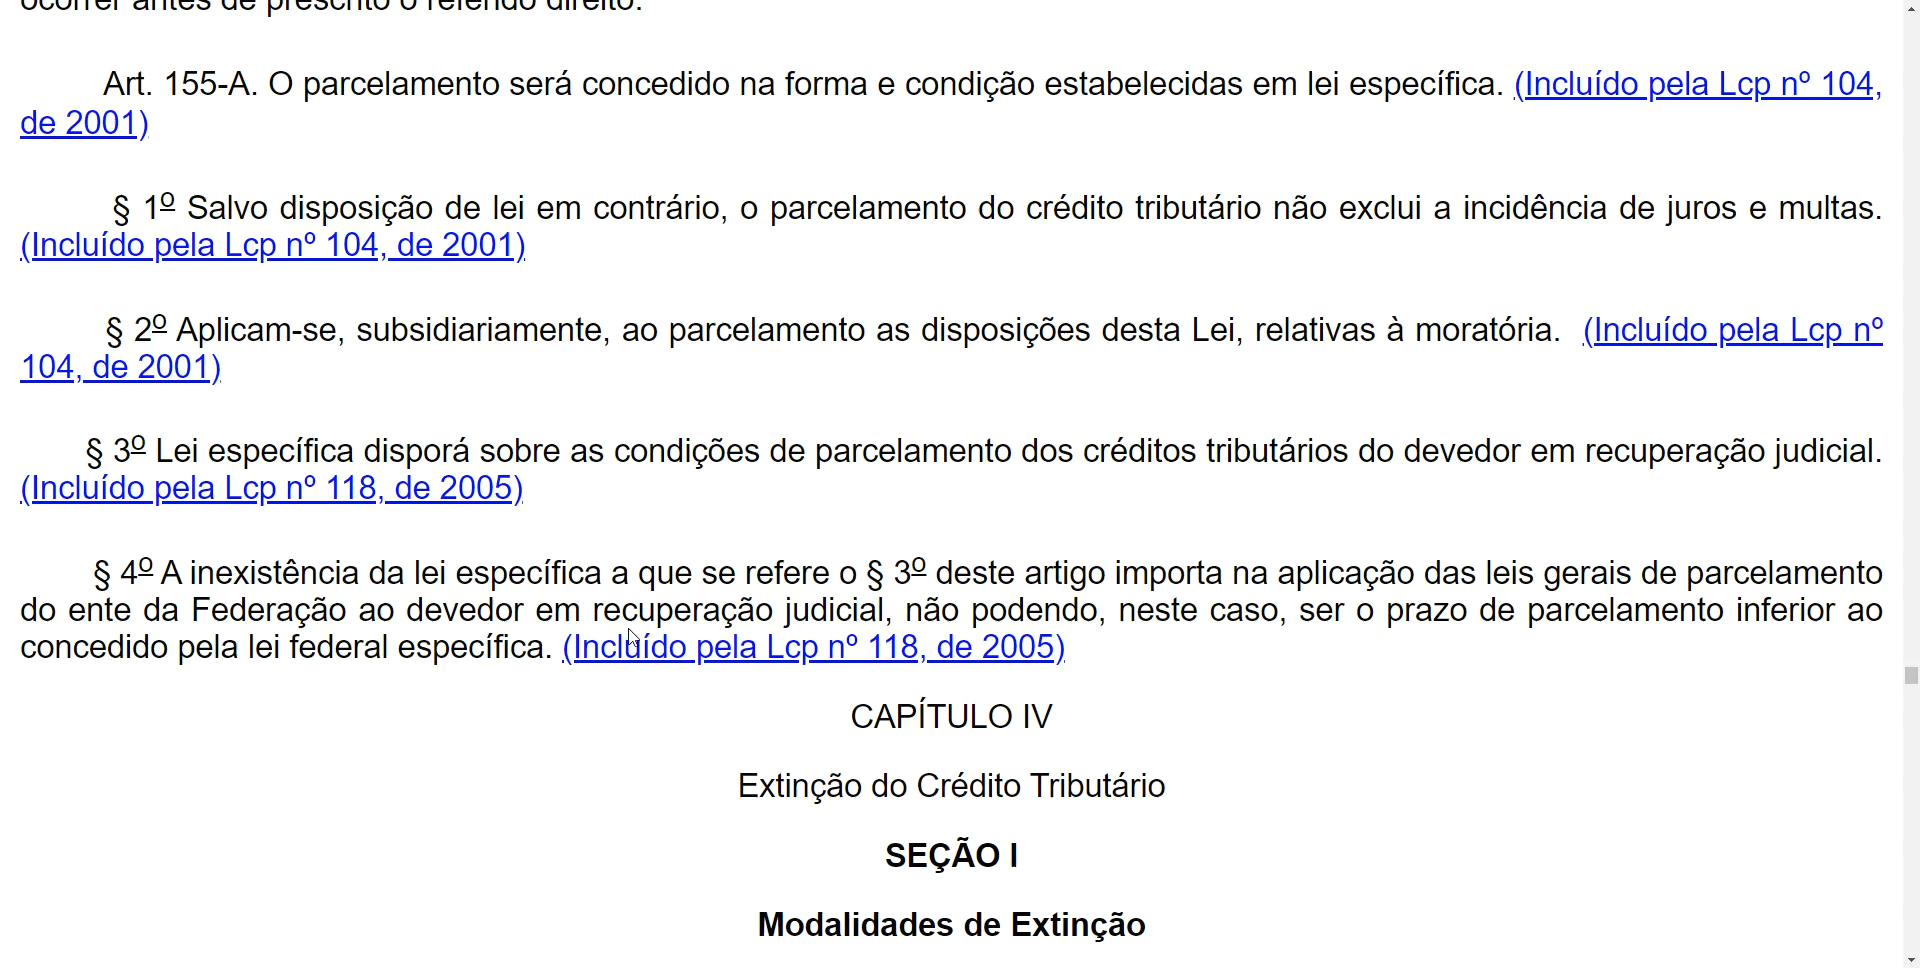 ocorrer antes de prescrito o referido direito.
Art. 155-A. O parcelamento será concedido na forma e condição estabelecidas em lei específica. (Incluído pela Lcp nº 104,
de 2001)
§ 1º Salvo disposição de lei em contrário, o parcelamento do crédito tributário não exclui a incidência de juros e multas.
(Incluído pela Lcp nº 104, de 2001)
§ 2º Aplicam-se, subsidiariamente, ao parcelamento as disposições desta Lei, relativas à moratória. (Incluído pela Lcp nº
104, de 2001)
§ 3º Lei específica disporá sobre as condições de parcelamento dos créditos tributários do devedor em recuperação judicial.
(Incluído pela Lcp nº 118, de 2005)
§ 4º A inexistência da lei específica a que se refere o § 3º deste artigo importa na aplicação das leis gerais de parcelamento
do ente da Federação ao devedor em recuperação judicial, não podendo, neste caso, ser o prazo de parcelamento inferior ao
concedido pela lei federal específica. (Incluído pela Lcp nº 118, de 2005)
CAPÍTULO IV
Extinção do Crédito Tributário
SEÇÃO I
Modalidades de Extinção